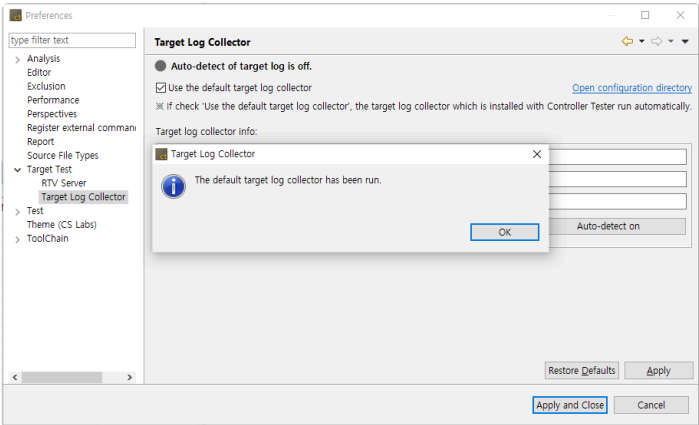 Preferences
type filter text
Analysis
Editor
Exclusion
Performance
Perspectives
Register external comman
Report
Source File Types
Target Test
RTV Server
Target Log Collector
Test
Theme (CS Labs)
ToolChain
Target Log Collector
Auto-detect of target log is off.
Use the default target log collector
Open configuration directory
※ If check 'Use the default target log collector', the target log collector which is installed with Controller Tester run automatically.
Target log collector info:
Target Log Collector
The default target log collector has been run.
OK
Auto-detect on
Restore Defaults
Apply
Apply and Close
Cancel